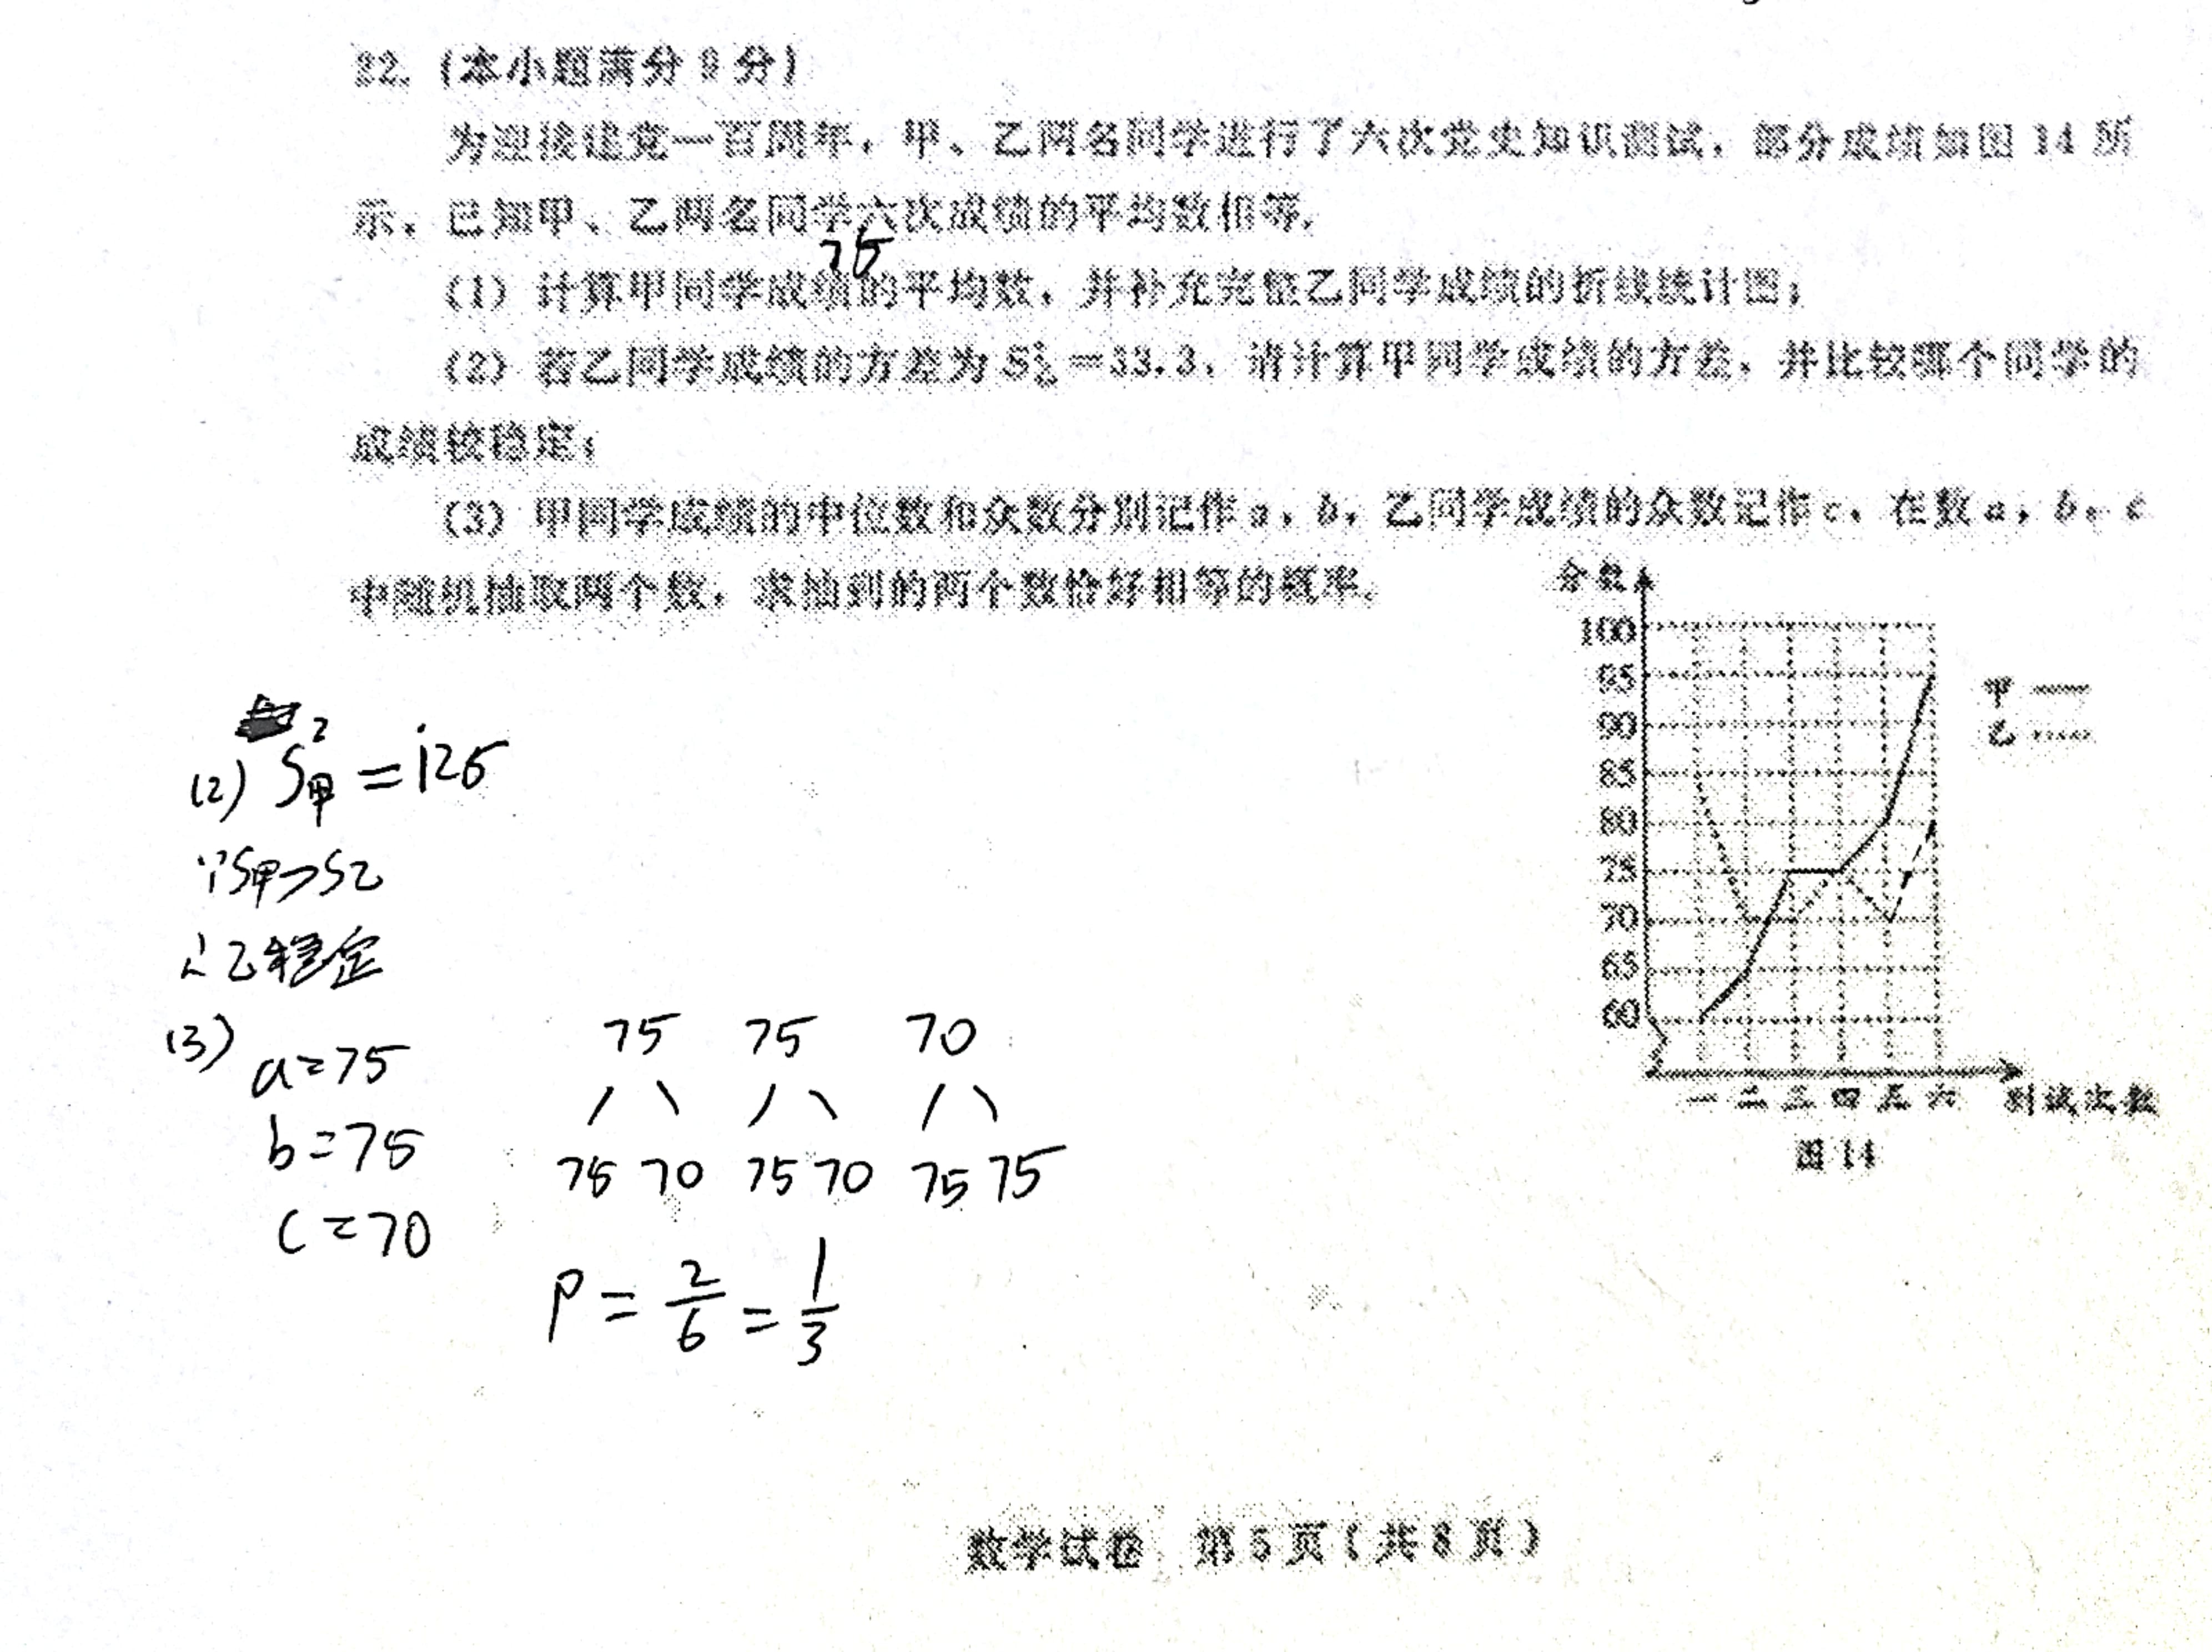 22. (本小题满分 9 分)
为迎接建党一百周年，甲、乙两名同学进行了六次党史知识测试，部分成绩如图 14 所
示，已知甲、乙两名同学六次成绩的平均数相等.
75
(1) 计算甲同学成绩的平均数，并补充完整乙同学成绩的折线统计图；
(2) 若乙同学成绩的方差为 S²乙=33.3，请计算甲同学成绩的方差，并比较哪个同学的
成绩较稳定；
(3) 甲同学成绩的中位数和众数分别记作 a，b，乙同学成绩的众数记作 c，在数 a，b，c
中随机抽取两个数，求抽到的两个数恰好相等的概率.
分数
100
95
90
85
80
75
70
65
60
甲
乙
一 二 三 四 五 六 测试次数
图 14
(2) S²甲 = 125
∵S甲>S乙
∴乙稳定
(3) a=75
b=75
c=70
75 75 70
75 70 75 70 75 75
P = 2/6 = 1/3
数学试卷 第 5 页 ( 共 8 页 )